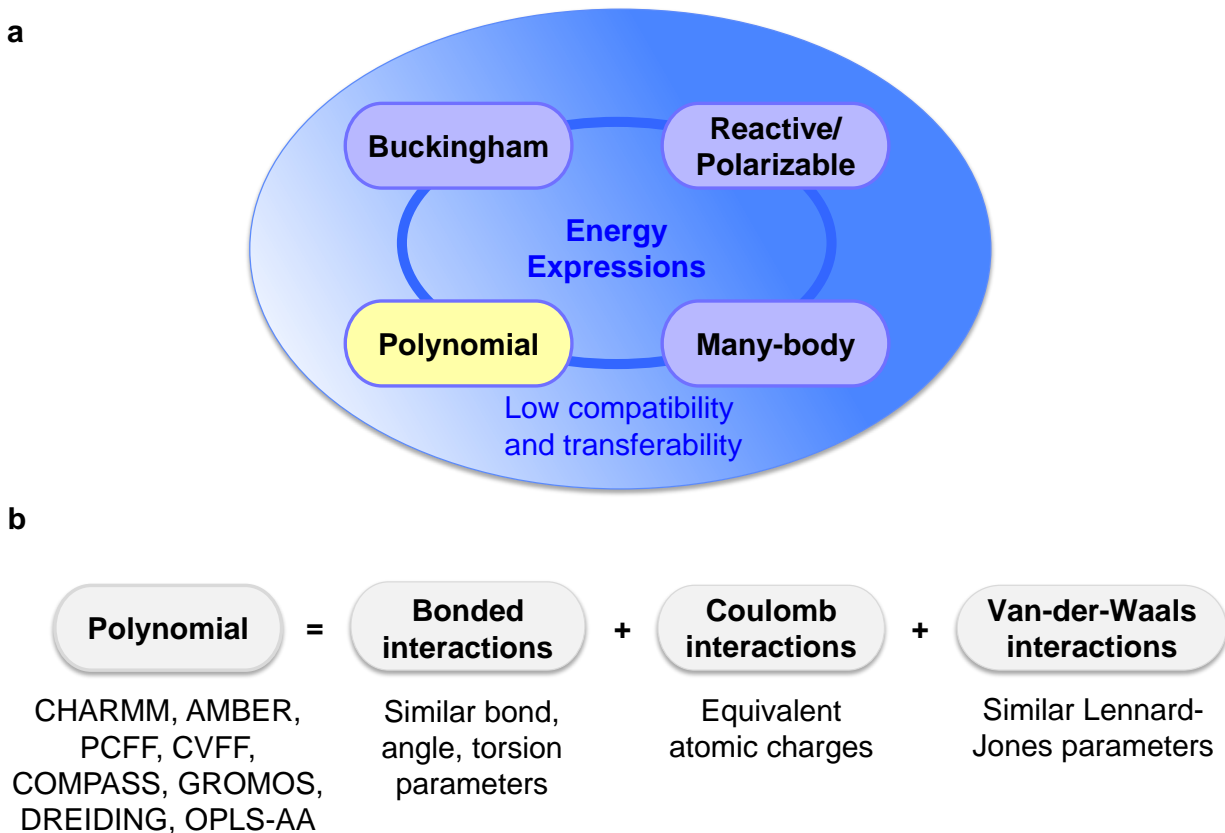 a
Buckingham
Reactive/
Polarizable
Energy
Expressions
Polynomial
Many-body
Low compatibility
and transferability
b
Polynomial
=
Bonded
interactions
+
Coulomb
interactions
+
Van-der-Waals
interactions
CHARMM, AMBER,
PCFF, CVFF,
COMPASS, GROMOS,
DREIDING, OPLS-AA
Similar bond,
angle, torsion
parameters
Equivalent
atomic charges
Similar Lennard-
Jones parameters